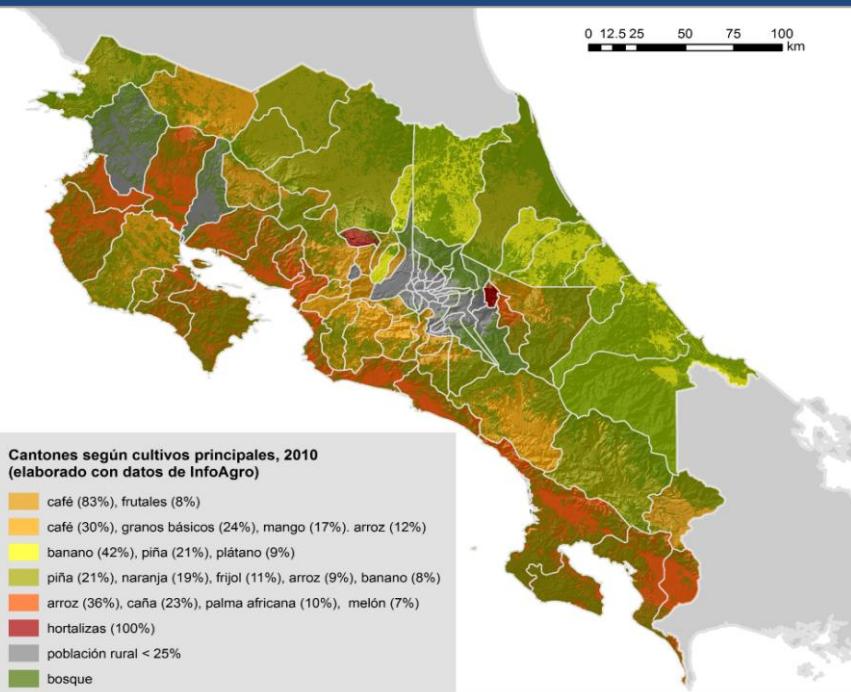 0 12.5 25 50 75 100
km
Cantones según cultivos principales, 2010
(elaborado con datos de InfoAgro)
café (83%), frutales (8%)
café (30%), granos básicos (24%), mango (17%). arroz (12%)
banano (42%), piña (21%), plátano (9%)
piña (21%), naranja (19%), frijol (11%), arroz (9%), banano (8%)
arroz (36%), caña (23%), palma africana (10%), melón (7%)
hortalizas (100%)
población rural < 25%
bosque